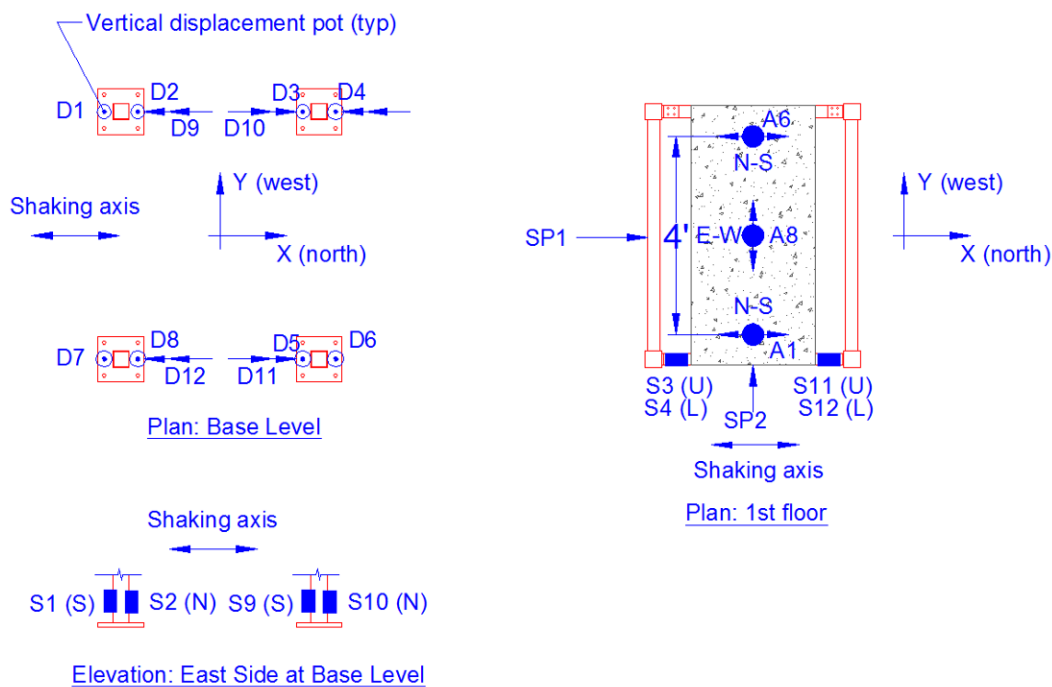 Vertical displacement pot (typ)
D1
D2
D9
D3
D10
D4
Shaking axis
Y (west)
X (north)
D7
D8
D12
D5
D11
D6
Plan: Base Level
A6
N-S
SP1
4'
E-W
A8
N-S
A1
Y (west)
X (north)
S3 (U)
S4 (L)
S11 (U)
S12 (L)
SP2
Shaking axis
Plan: 1st floor
Shaking axis
S1 (S)
S2 (N)
S9 (S)
S10 (N)
Elevation: East Side at Base Level